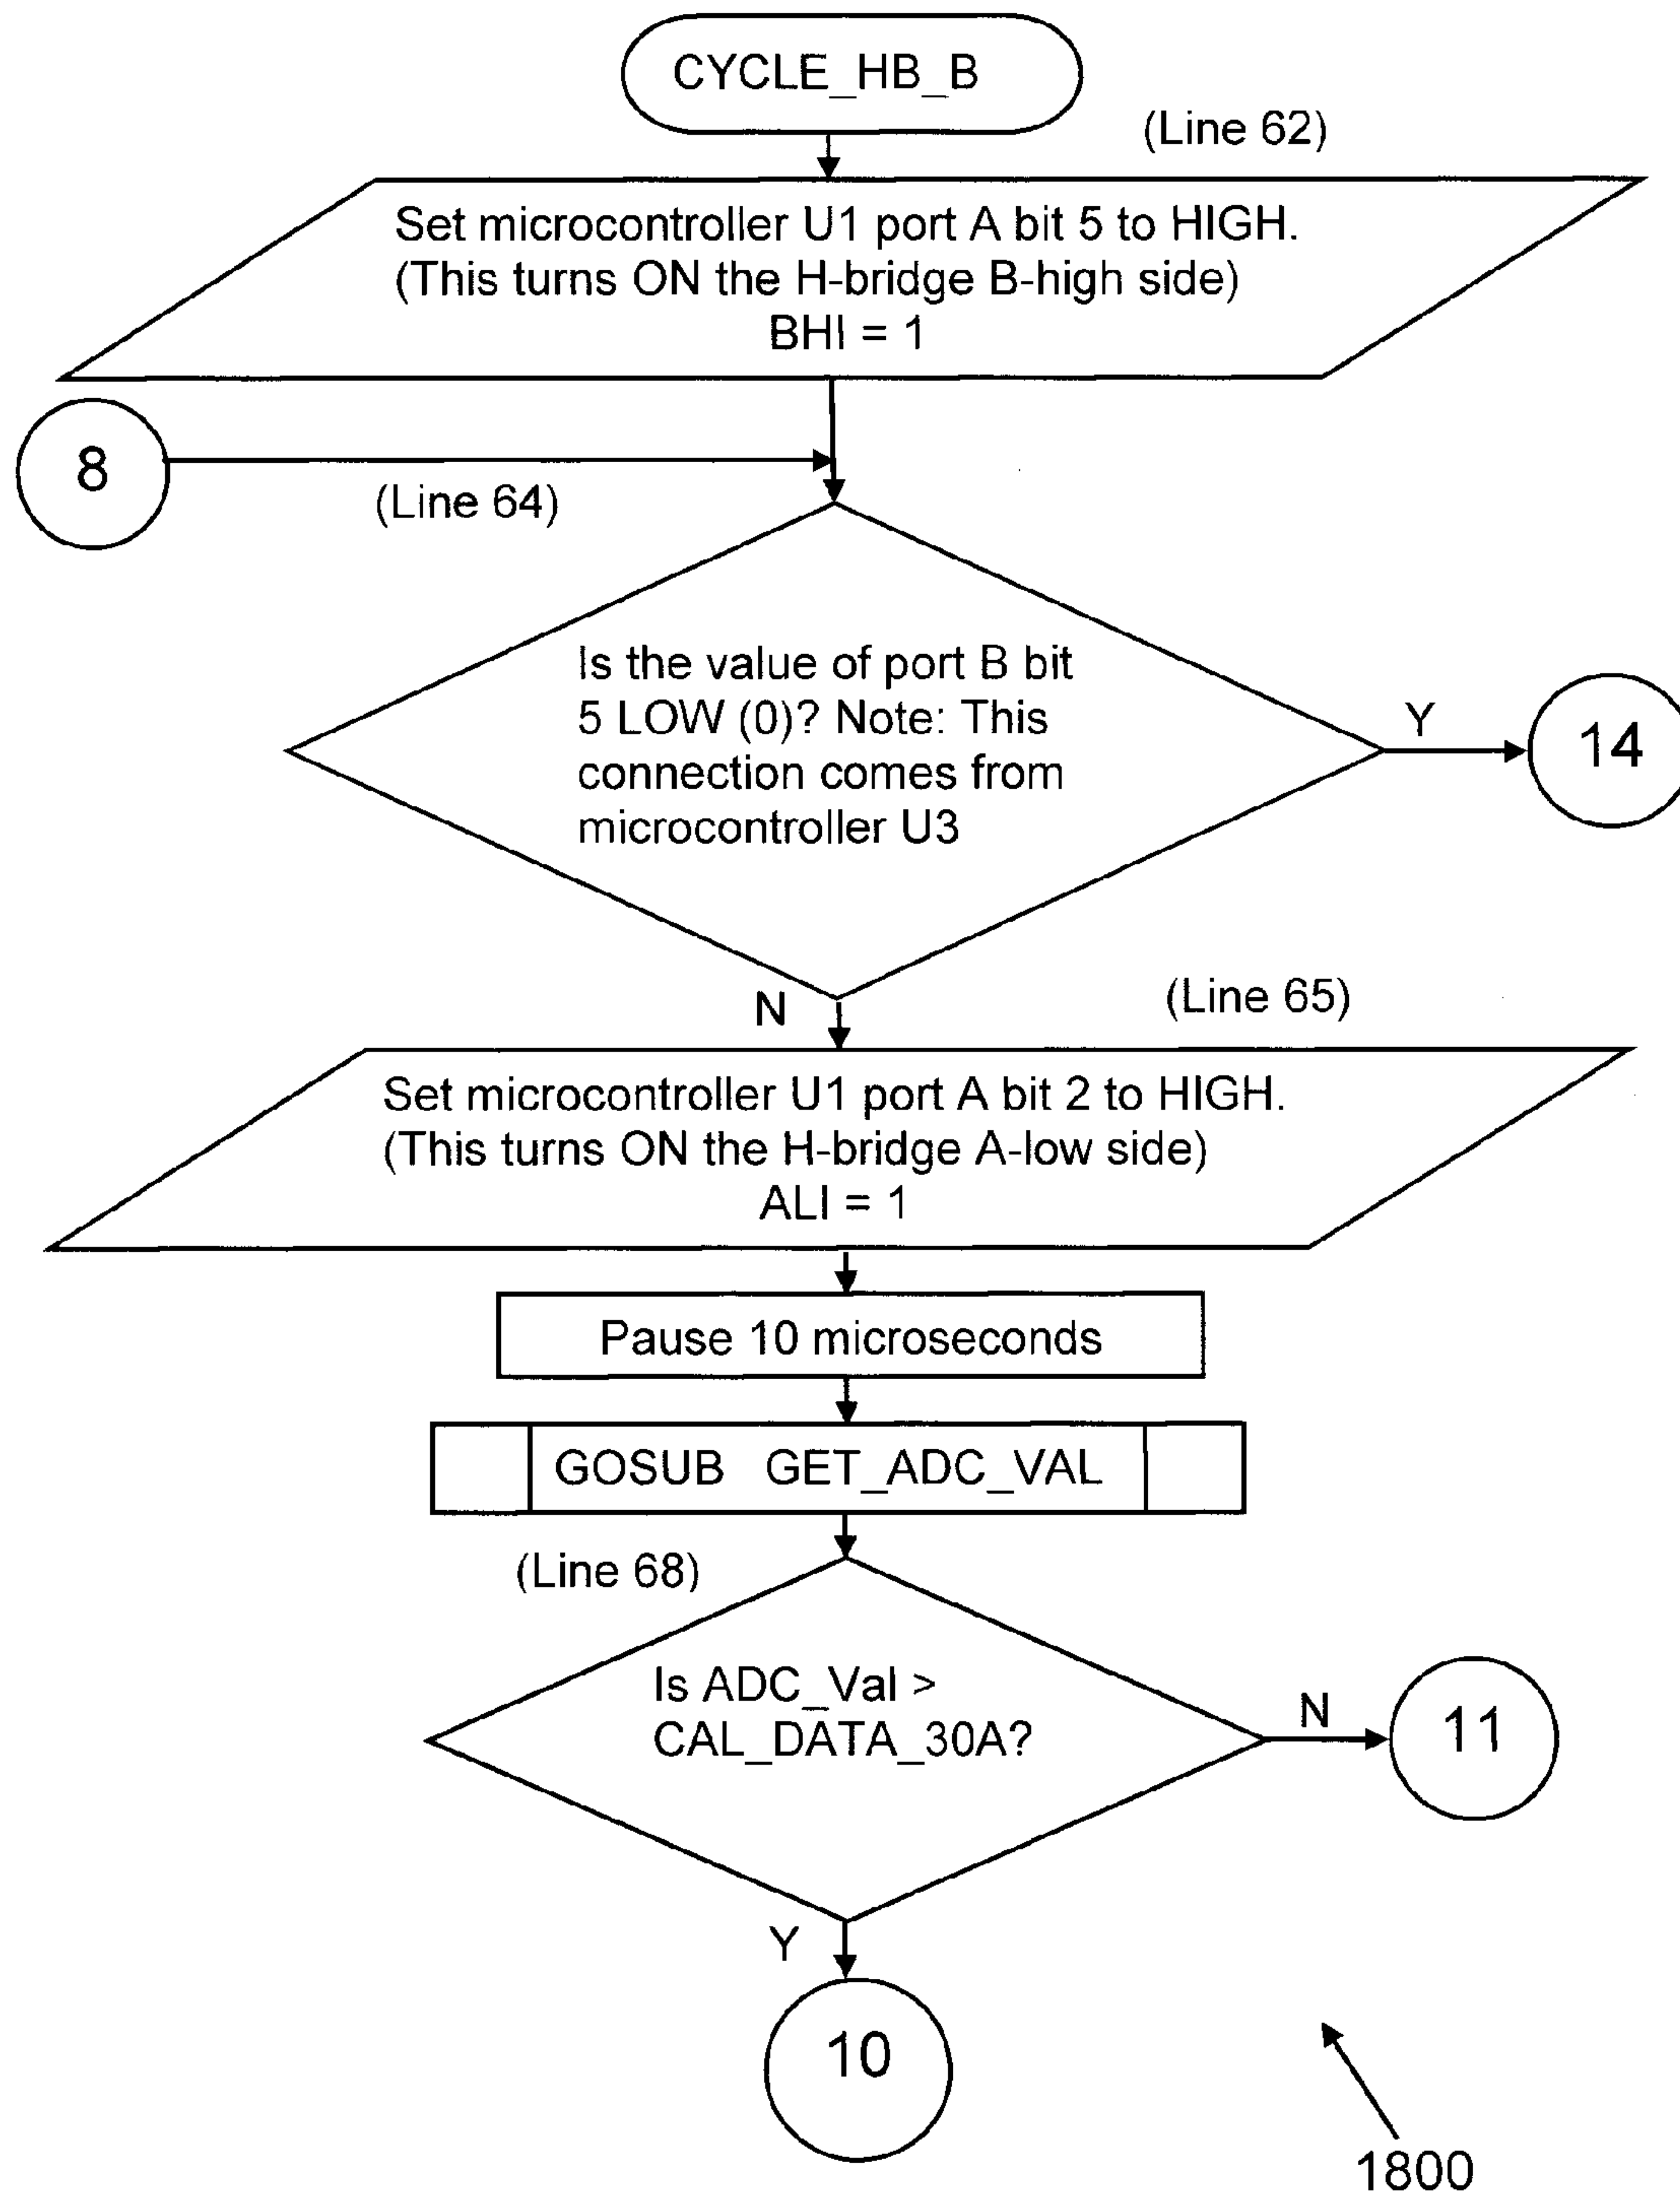 CYCLE_HB_B
(Line 62)
Set microcontroller U1 port A bit 5 to HIGH.
(This turns ON the H-bridge B-high side)
BHI = 1
8
(Line 64)
Is the value of port B bit
5 LOW (0)? Note: This
connection comes from
microcontroller U3
Y
14
N
(Line 65)
Set microcontroller U1 port A bit 2 to HIGH.
(This turns ON the H-bridge A-low side)
ALI = 1
Pause 10 microseconds
GOSUB GET_ADC_VAL
(Line 68)
Is ADC_Val >
CAL_DATA_30A?
N
11
Y
10
1800